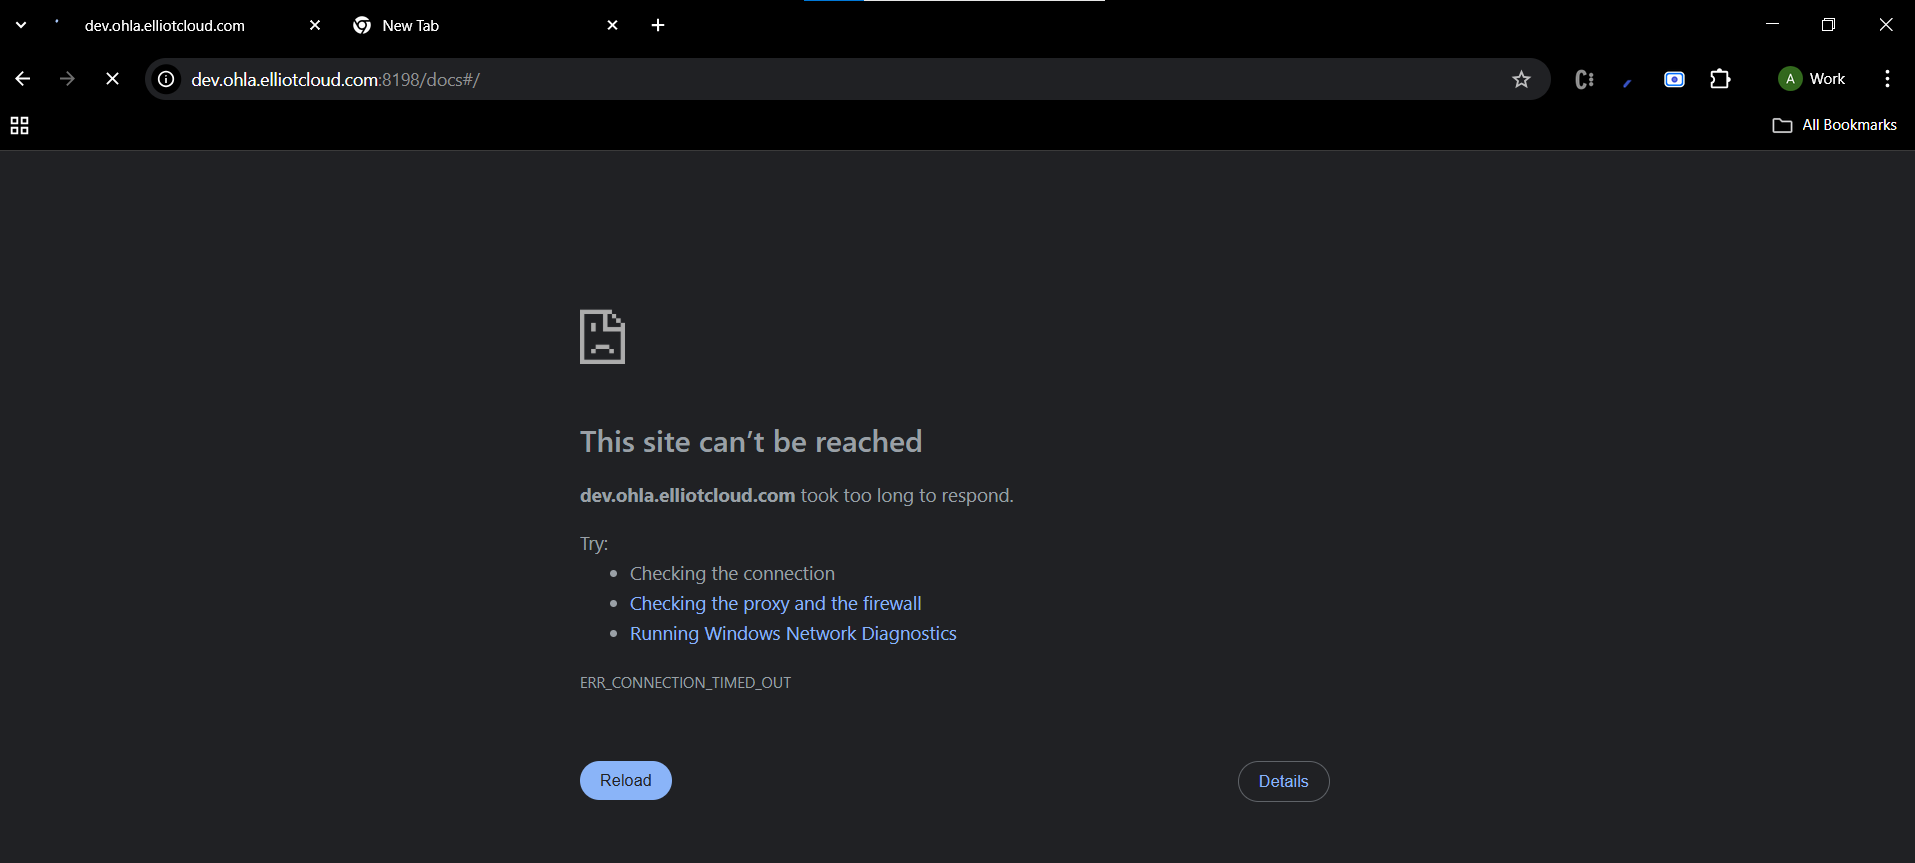 dev.ohla.elliotcloud.com
New Tab
dev.ohla.elliotcloud.com:8198/docs#/
A Work
All Bookmarks
This site can’t be reached
dev.ohla.elliotcloud.com took too long to respond.
Try:
Checking the connection
Checking the proxy and the firewall
Running Windows Network Diagnostics
ERR_CONNECTION_TIMED_OUT
Reload
Details